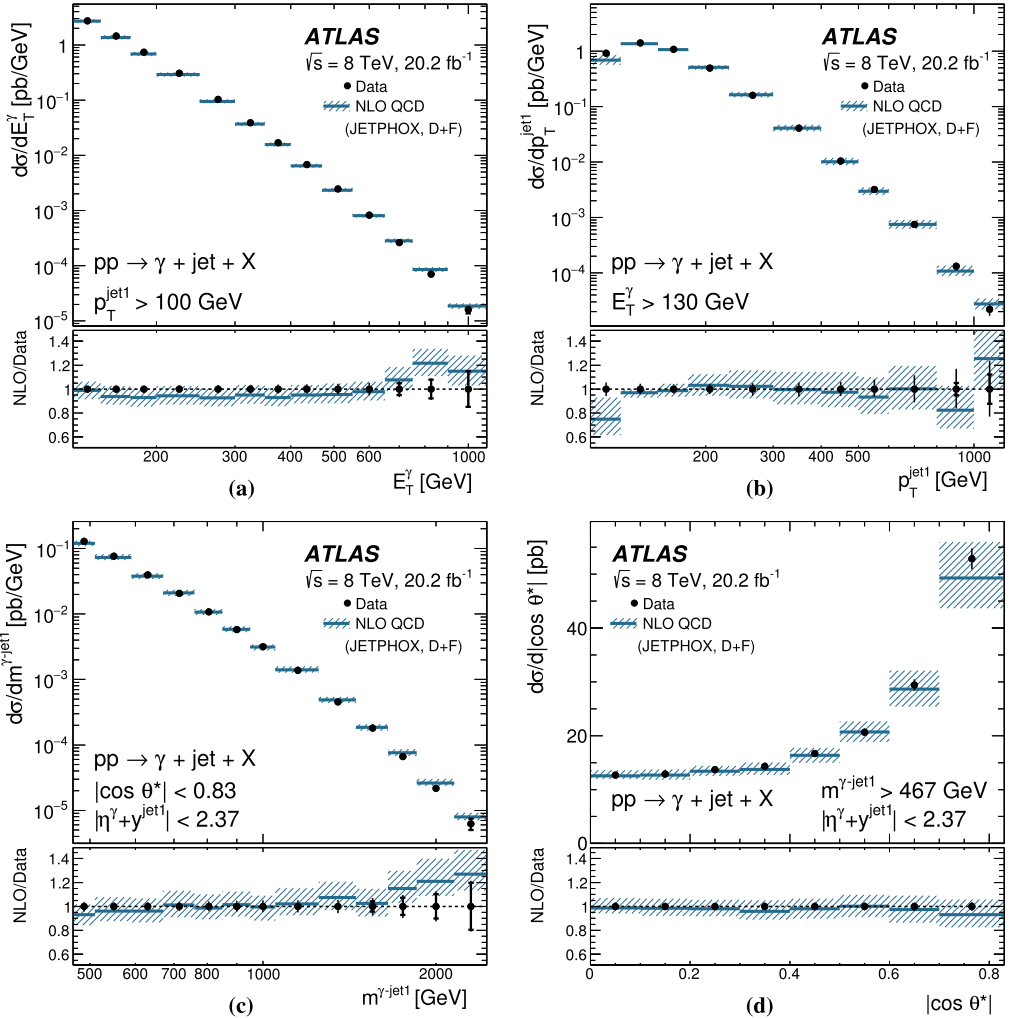 dσ/dE_T^γ [pb/GeV]
1
10⁻¹
10⁻²
10⁻³
10⁻⁴
10⁻⁵
ATLAS
√s = 8 TeV, 20.2 fb⁻¹
Data
NLO QCD
(JETPHOX, D+F)
pp → γ + jet + X
p_T^jet1 > 100 GeV
NLO/Data
1.4
1.2
1
0.8
0.6
200 300 400 500 600 1000
E_T^γ [GeV]
(a)
dσ/dp_T^jet1 [pb/GeV]
1
10⁻¹
10⁻²
10⁻³
10⁻⁴
ATLAS
√s = 8 TeV, 20.2 fb⁻¹
Data
NLO QCD
(JETPHOX, D+F)
pp → γ + jet + X
E_T^γ > 130 GeV
NLO/Data
1.4
1.2
1
0.8
0.6
200 300 400 500 1000
p_T^jet1 [GeV]
(b)
dσ/dm^γ-jet1 [pb/GeV]
10⁻¹
10⁻²
10⁻³
10⁻⁴
10⁻⁵
ATLAS
√s = 8 TeV, 20.2 fb⁻¹
Data
NLO QCD
(JETPHOX, D+F)
pp → γ + jet + X
|cos θ*| < 0.83
|η^γ+y^jet1| < 2.37
NLO/Data
1.4
1.2
1
0.8
0.6
500 600 700 800 1000 2000
m^γ-jet1 [GeV]
(c)
dσ/d|cos θ*| [pb]
40
20
0
ATLAS
√s = 8 TeV, 20.2 fb⁻¹
Data
NLO QCD
(JETPHOX, D+F)
pp → γ + jet + X
m^γ-jet1 > 467 GeV
|η^γ+y^jet1| < 2.37
NLO/Data
1.4
1.2
1
0.8
0.6
0 0.2 0.4 0.6 0.8
|cos θ*|
(d)